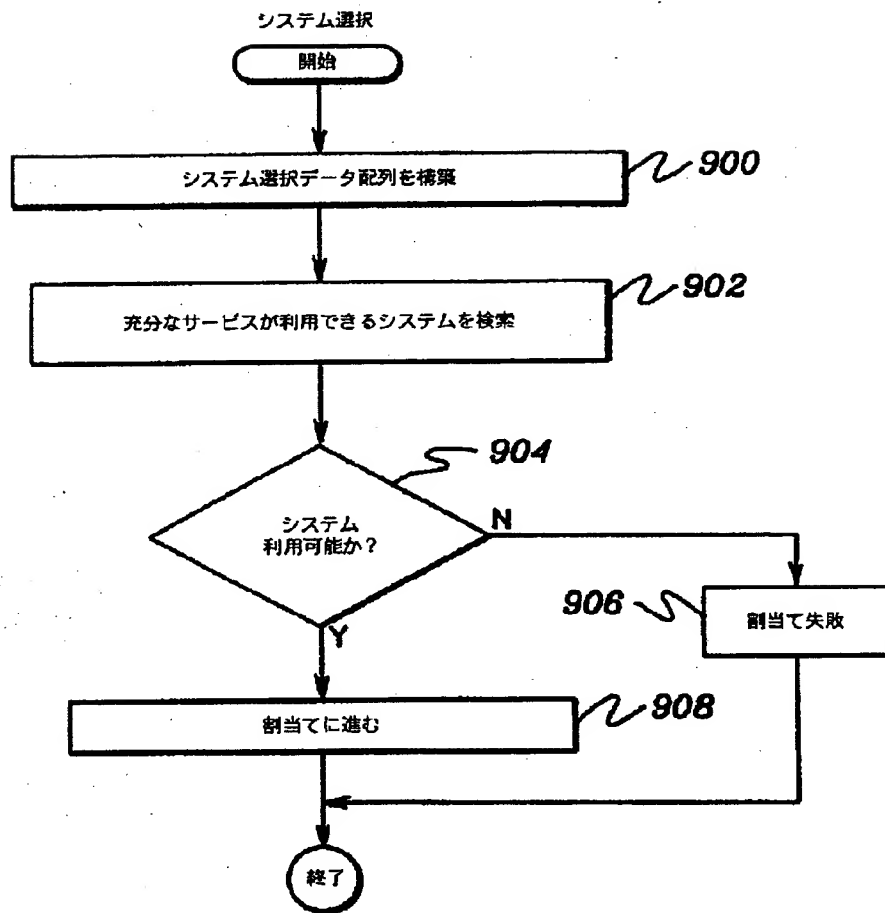 システム選択
開始
システム選択データ配列を構築
900
充分なサービスが利用できるシステムを検索
902
904
システム
利用可能か？
N
Y
906
割当て失敗
割当てに進む
908
終了